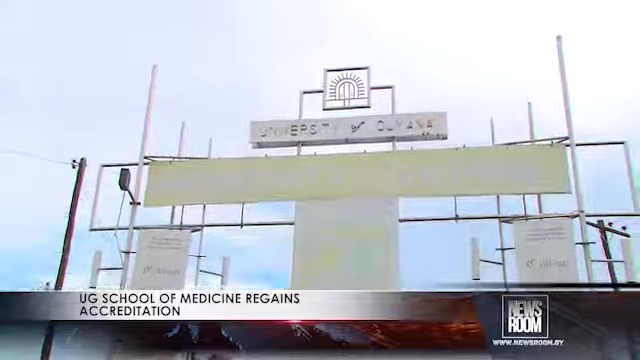 UNIVERSITY of GUYANA
UG SCHOOL OF MEDICINE REGAINS
ACCREDITATION
NEWS
ROOM
WWW.NEWSROOM.GY